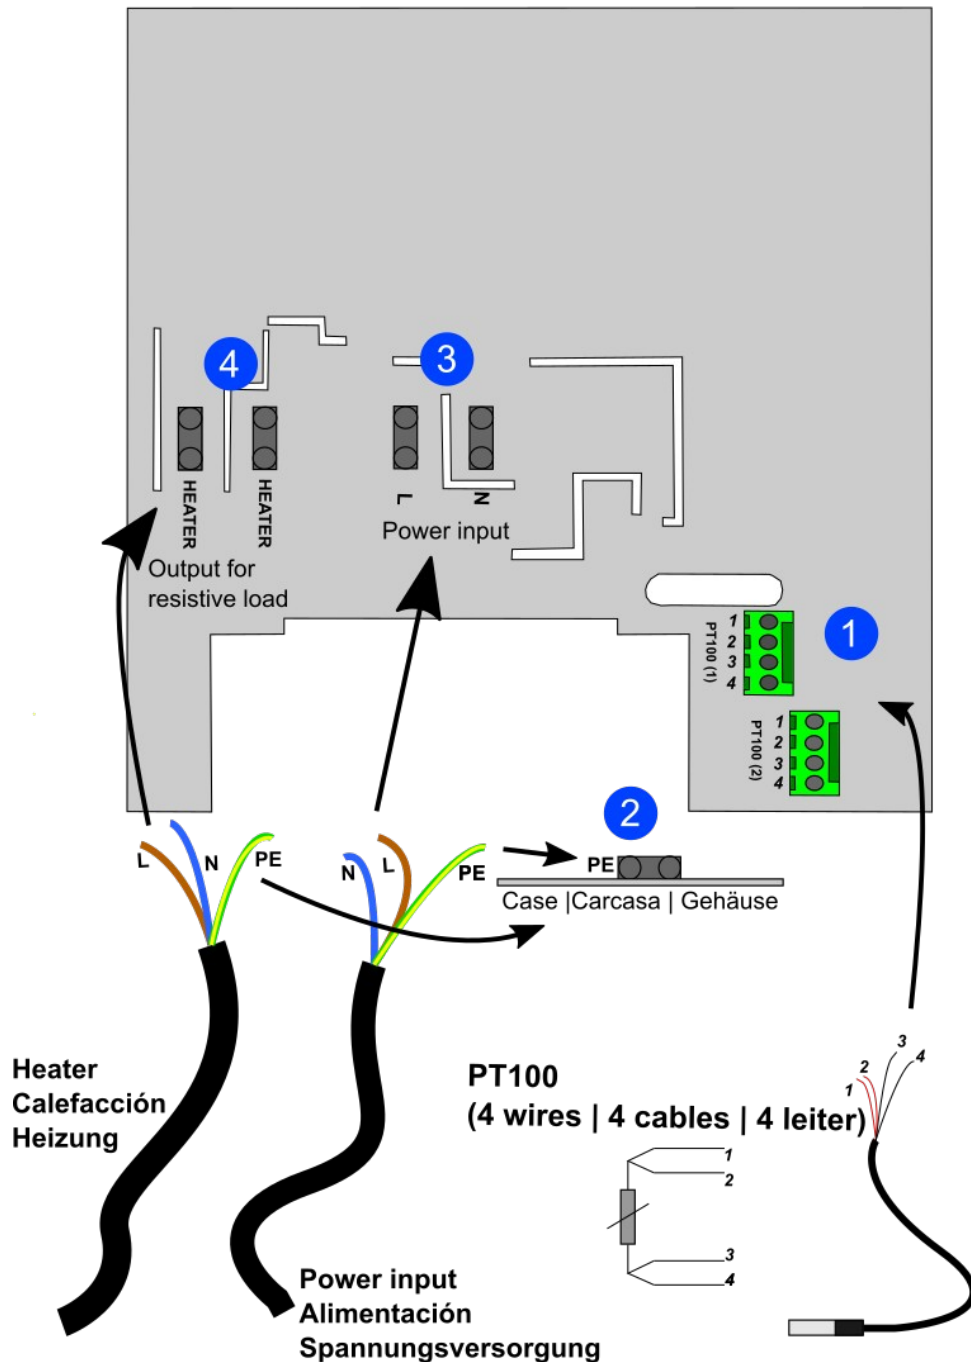 4
3
HEATER
HEATER
L
N
Power input
Output for
resistive load
1
PT100 (1)
1
2
3
4
PT100 (2)
1
2
3
4
2
L
N
PE
N
L
PE
PE
Case |Carcasa | Gehäuse
Heater
Calefacción
Heizung
PT100
(4 wires | 4 cables | 4 leiter)
1
2
3
4
1
2
3
4
Power input
Alimentación
Spannungsversorgung